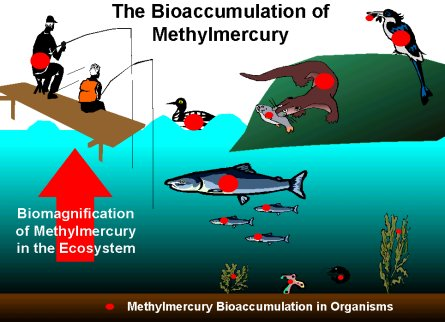 The Bioaccumulation of
Methylmercury
Biomagnification
of Methylmercury
in the Ecosystem
Methylmercury Bioaccumulation in Organisms